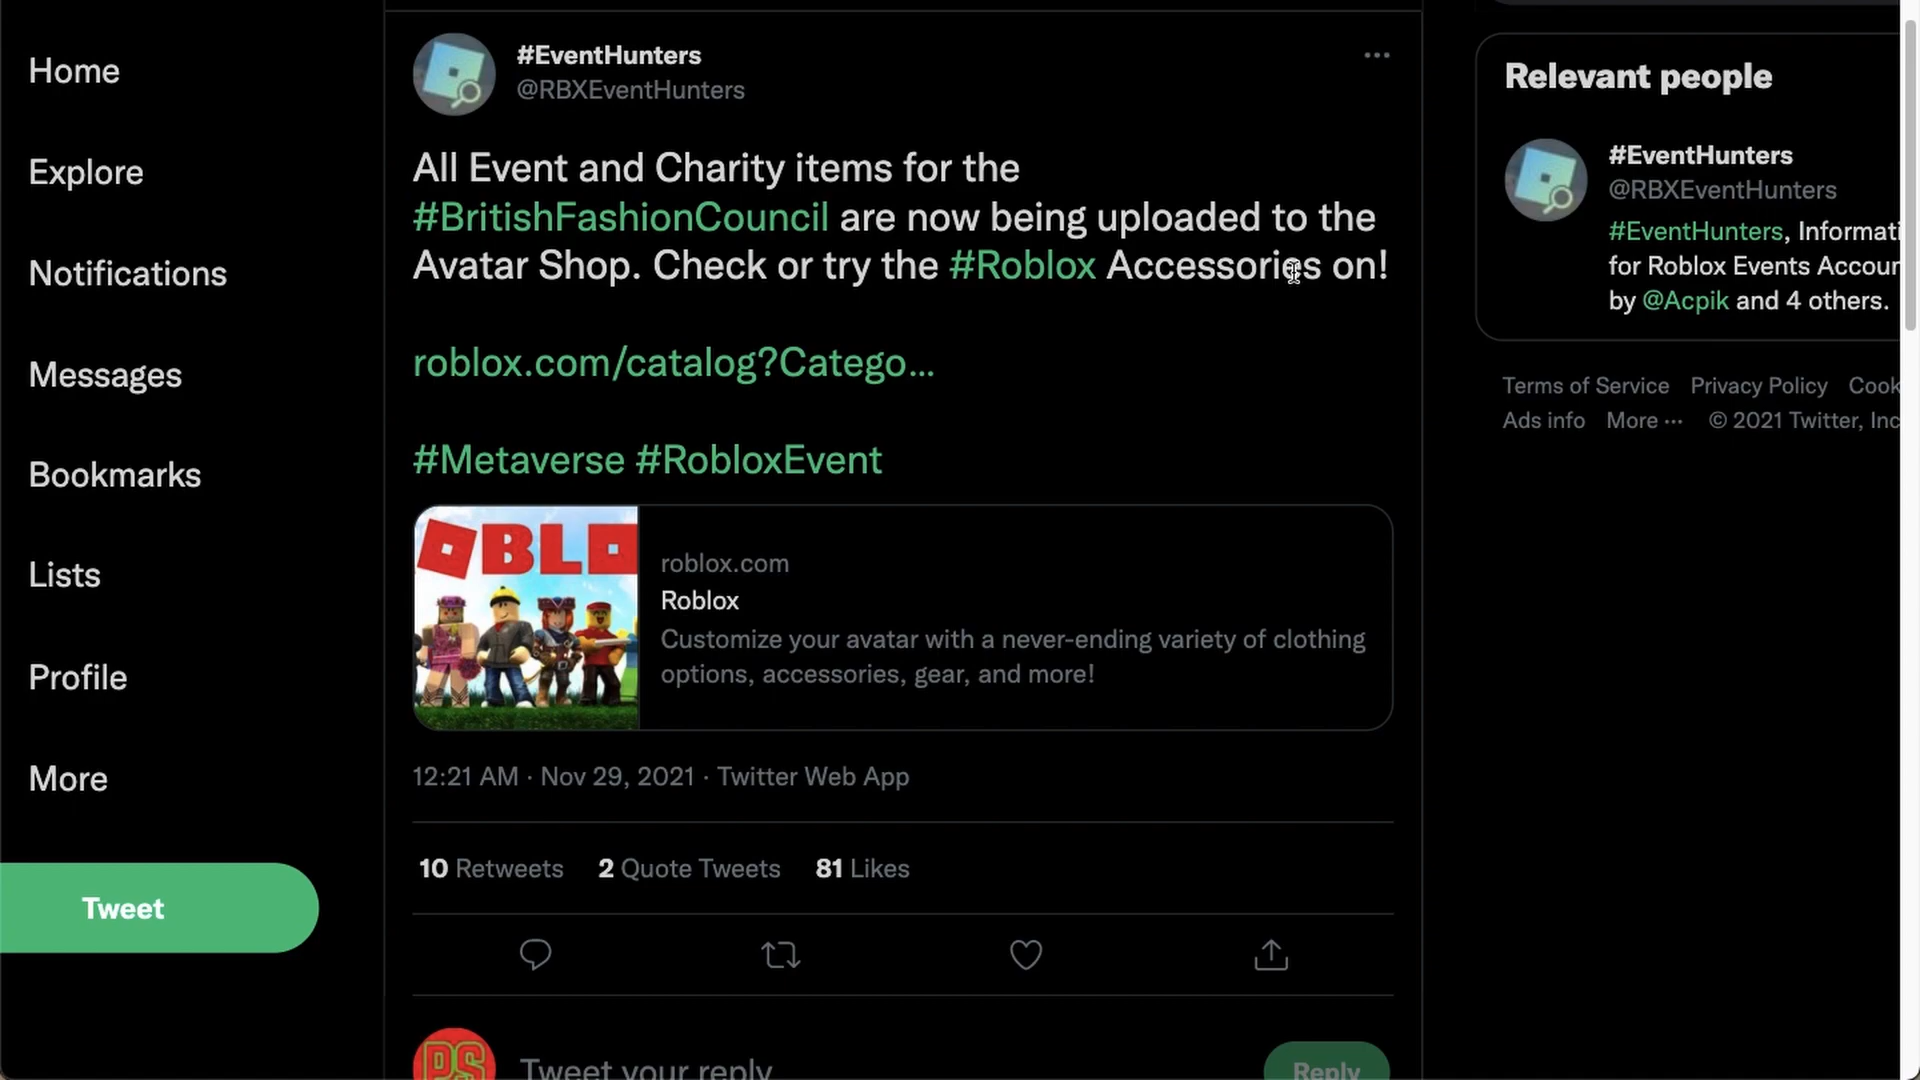 Home
Explore
Notifications
Messages
Bookmarks
Lists
Profile
More
Tweet
#EventHunters
@RBXEventHunters
All Event and Charity items for the
#BritishFashionCouncil are now being uploaded to the
Avatar Shop. Check or try the #Roblox Accessories on!
roblox.com/catalog?Catego...
#Metaverse #RobloxEvent
OBLO
roblox.com
Roblox
Customize your avatar with a never-ending variety of clothing
options, accessories, gear, and more!
12:21 AM · Nov 29, 2021 · Twitter Web App
10 Retweets 2 Quote Tweets 81 Likes
PS
Tweet your reply
Reply
Relevant people
#EventHunters
@RBXEventHunters
#EventHunters, Informati
for Roblox Events Accoun
by @Acpik and 4 others.
Terms of Service Privacy Policy Cook
Ads info More ··· © 2021 Twitter, Inc